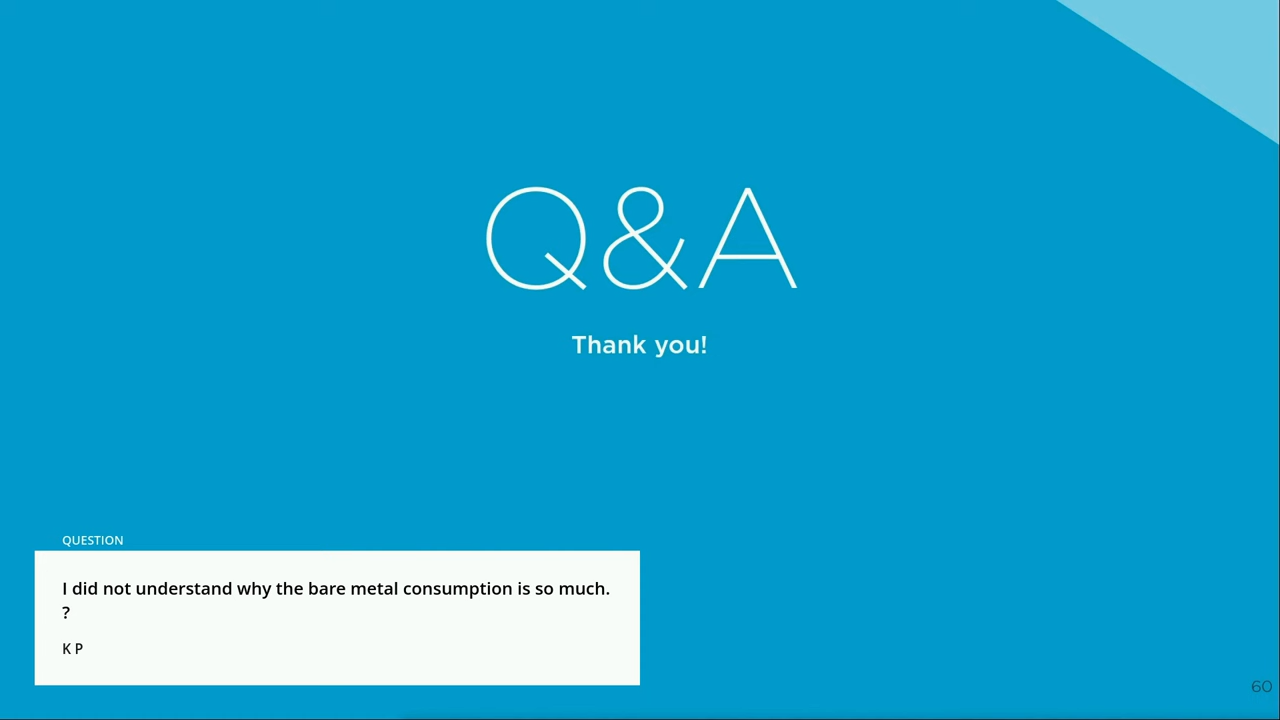 Q&A
Thank you!
QUESTION
I did not understand why the bare metal consumption is so much.
?
K P
60